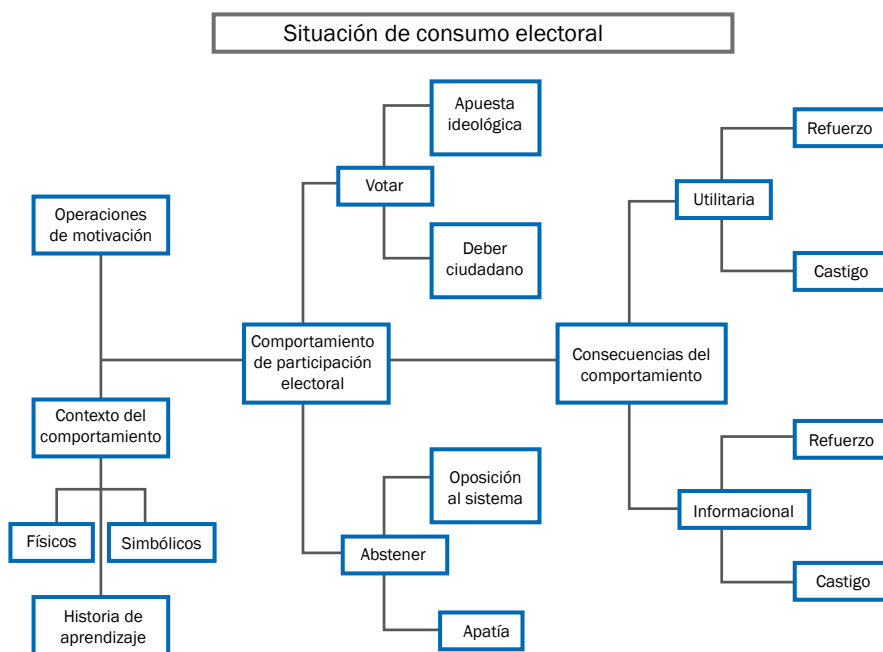 Situación de consumo electoral
Apuesta
ideológica
Votar
Deber
ciudadano
Operaciones
de motivación
Comportamiento
de participación
electoral
Contexto del
comportamiento
Físicos
Simbólicos
Historia de
aprendizaje
Oposición
al sistema
Abstener
Apatía
Consecuencias del
comportamiento
Refuerzo
Utilitaria
Castigo
Refuerzo
Informacional
Castigo